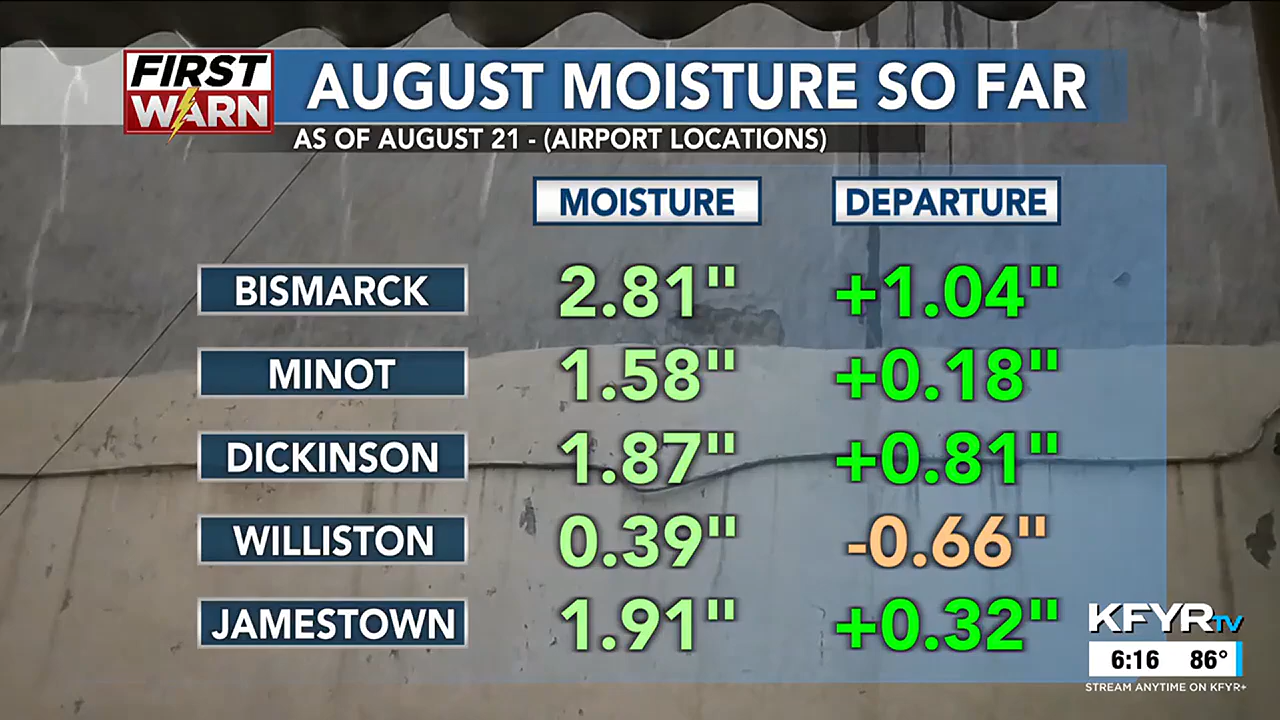 FIRST
WARN
AUGUST MOISTURE SO FAR
AS OF AUGUST 21 - (AIRPORT LOCATIONS)
MOISTURE DEPARTURE
BISMARCK 2.81" +1.04"
MINOT 1.58" +0.18"
DICKINSON 1.87" +0.81"
WILLISTON 0.39" -0.66"
JAMESTOWN 1.91" +0.32"
KFYRTV
6:16 86°
STREAM ANYTIME ON KFYR+